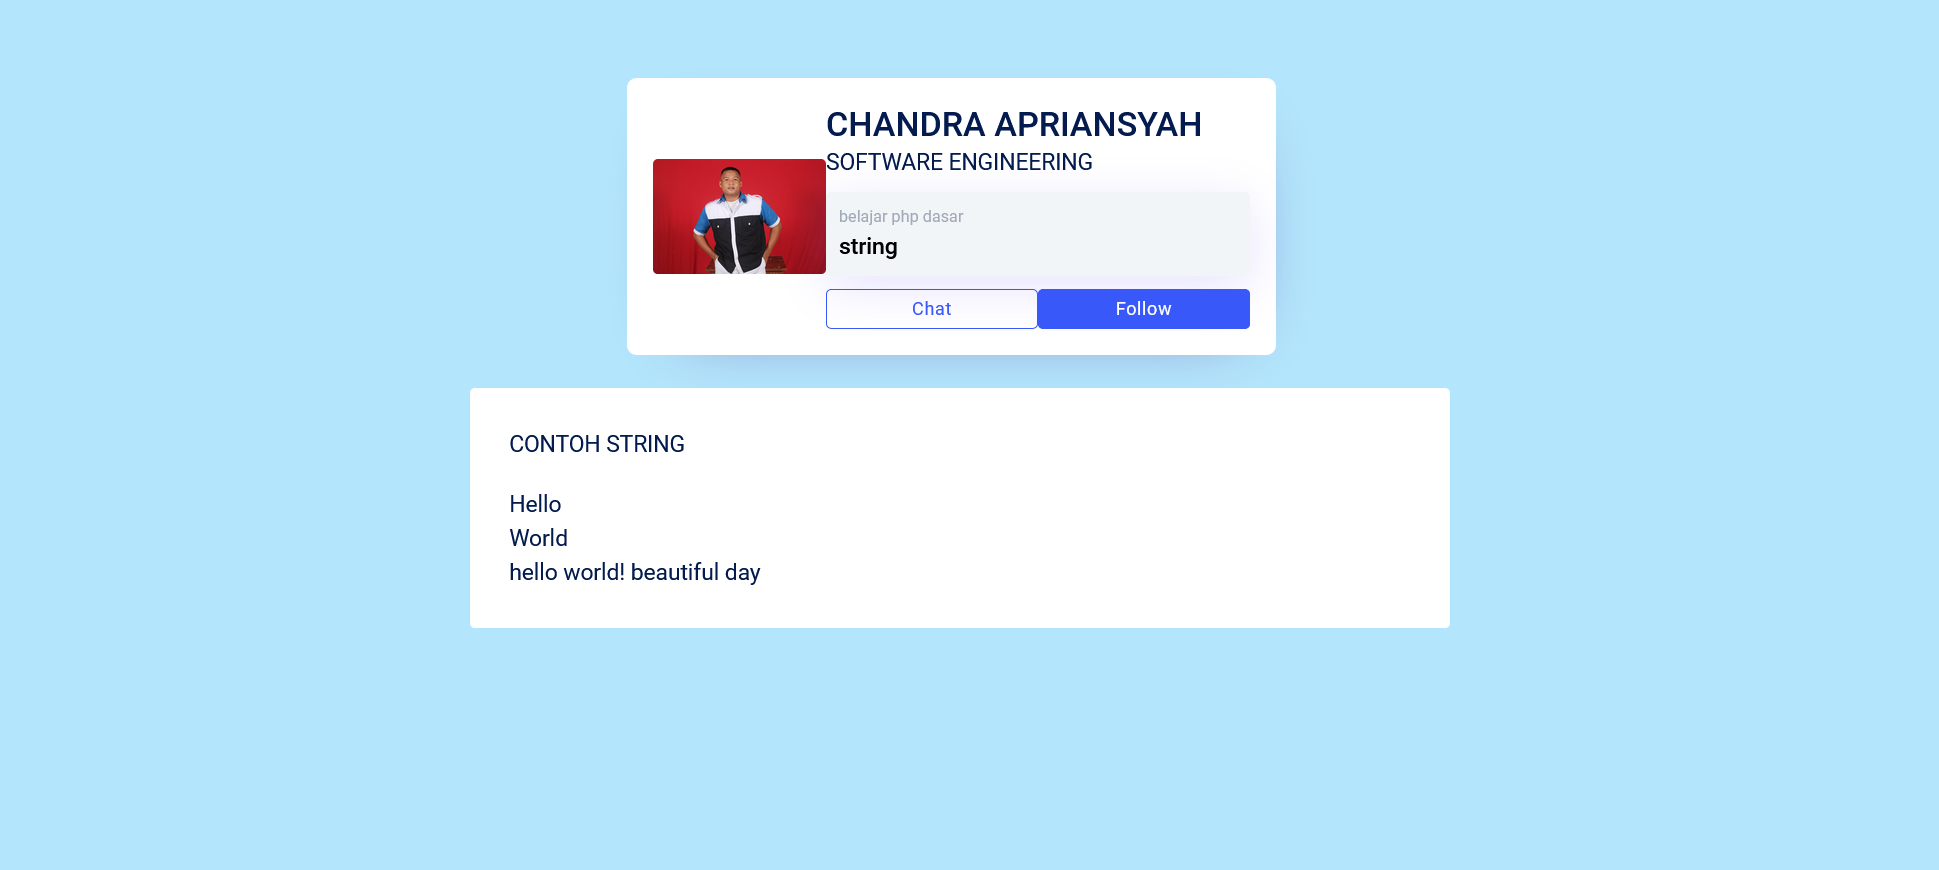 CHANDRA APRIANSYAH
SOFTWARE ENGINEERING
belajar php dasar
string
Chat
Follow
CONTOH STRING
Hello
World
hello world! beautiful day